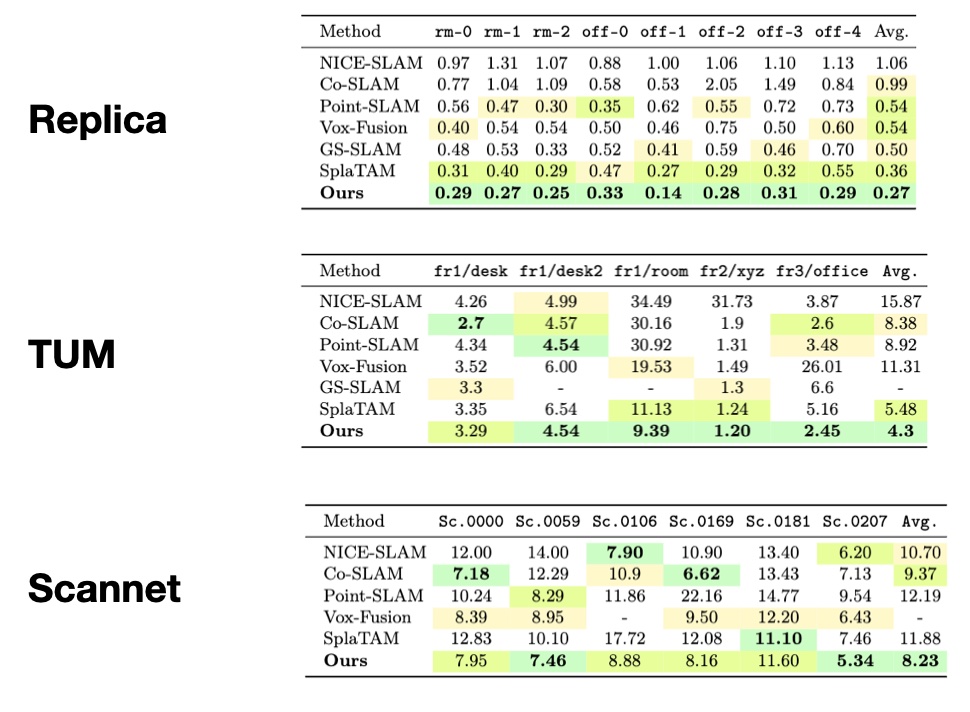 Replica
Method rm-0 rm-1 rm-2 off-0 off-1 off-2 off-3 off-4 Avg.
NICE-SLAM 0.97 1.31 1.07 0.88 1.00 1.06 1.10 1.13 1.06
Co-SLAM 0.77 1.04 1.09 0.58 0.53 2.05 1.49 0.84 0.99
Point-SLAM 0.56 0.47 0.30 0.35 0.62 0.55 0.72 0.73 0.54
Vox-Fusion 0.40 0.54 0.54 0.50 0.46 0.75 0.50 0.60 0.54
GS-SLAM 0.48 0.53 0.33 0.52 0.41 0.59 0.46 0.70 0.50
SplaTAM 0.31 0.40 0.29 0.47 0.27 0.29 0.32 0.55 0.36
Ours 0.29 0.27 0.25 0.33 0.14 0.28 0.31 0.29 0.27
TUM
Method fr1/desk fr1/desk2 fr1/room fr2/xyz fr3/office Avg.
NICE-SLAM 4.26 4.99 34.49 31.73 3.87 15.87
Co-SLAM 2.7 4.57 30.16 1.9 2.6 8.38
Point-SLAM 4.34 4.54 30.92 1.31 3.48 8.92
Vox-Fusion 3.52 6.00 19.53 1.49 26.01 11.31
GS-SLAM 3.3 - - 1.3 6.6 -
SplaTAM 3.35 6.54 11.13 1.24 5.16 5.48
Ours 3.29 4.54 9.39 1.20 2.45 4.3
Scannet
Method Sc.0000 Sc.0059 Sc.0106 Sc.0169 Sc.0181 Sc.0207 Avg.
NICE-SLAM 12.00 14.00 7.90 10.90 13.40 6.20 10.70
Co-SLAM 7.18 12.29 10.9 6.62 13.43 7.13 9.37
Point-SLAM 10.24 8.29 11.86 22.16 14.77 9.54 12.19
Vox-Fusion 8.39 8.95 - 9.50 12.20 6.43 -
SplaTAM 12.83 10.10 17.72 12.08 11.10 7.46 11.88
Ours 7.95 7.46 8.88 8.16 11.60 5.34 8.23